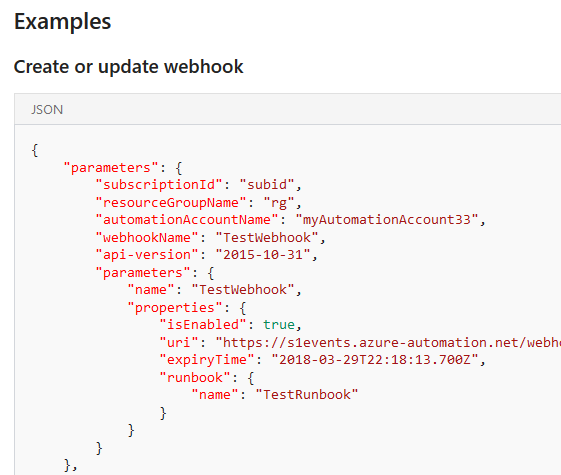 Examples
Create or update webhook
JSON
{
    "parameters": {
        "subscriptionId": "subid",
        "resourceGroupName": "rg",
        "automationAccountName": "myAutomationAccount33",
        "webhookName": "TestWebhook",
        "api-version": "2015-10-31",
        "parameters": {
            "name": "TestWebhook",
            "properties": {
                "isEnabled": true,
                "uri": "https://s1events.azure-automation.net/webho
                "expiryTime": "2018-03-29T22:18:13.700Z",
                "runbook": {
                    "name": "TestRunbook"
                }
            }
        }
    },